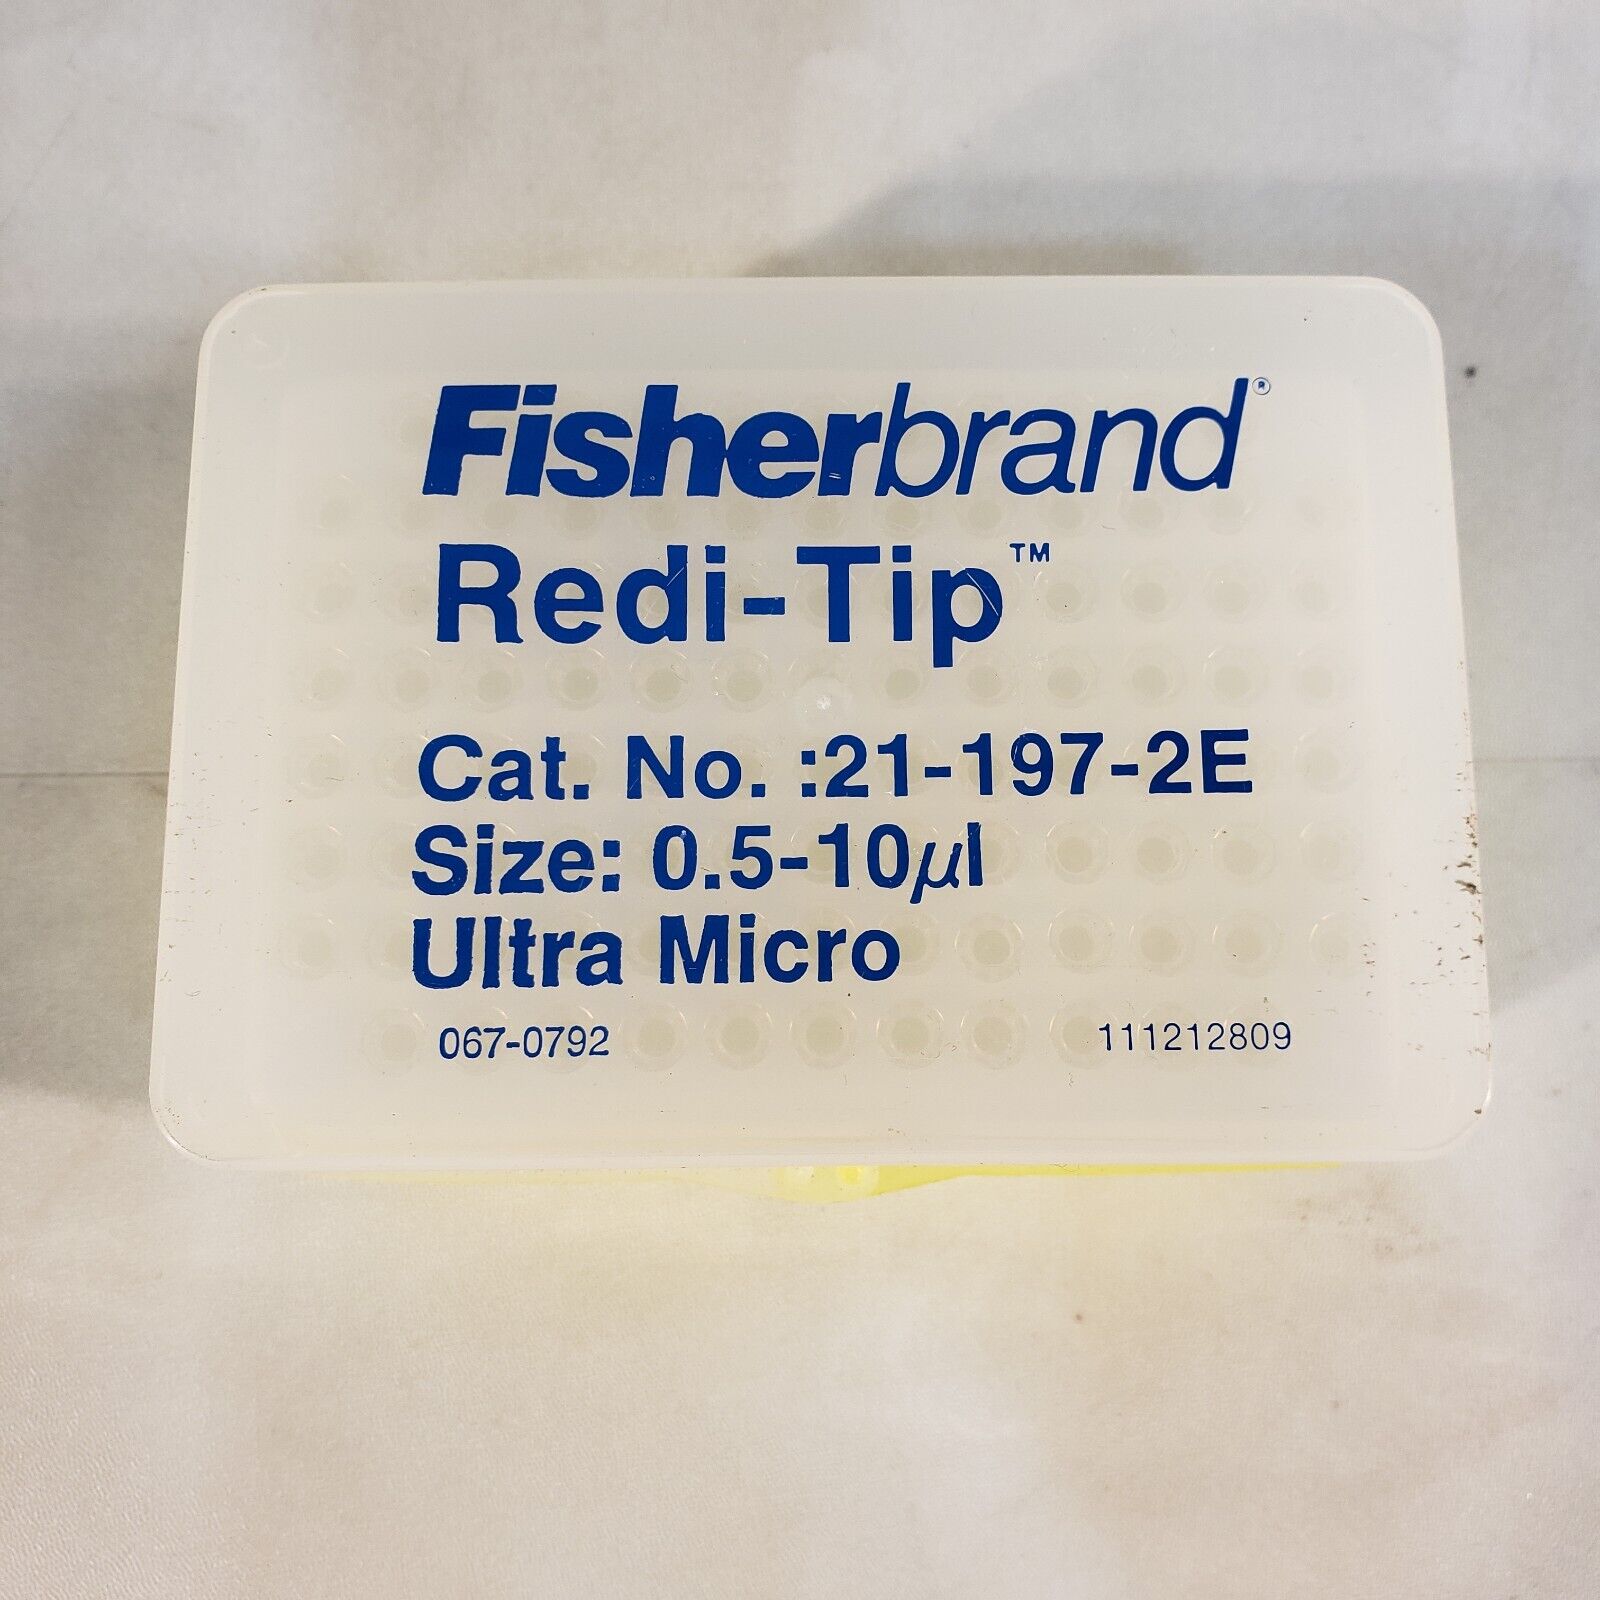 Fisherbrand®
Redi-Tip™
Cat. No. :21-197-2E
Size: 0.5-10µl
Ultra Micro
067-0792 111212809